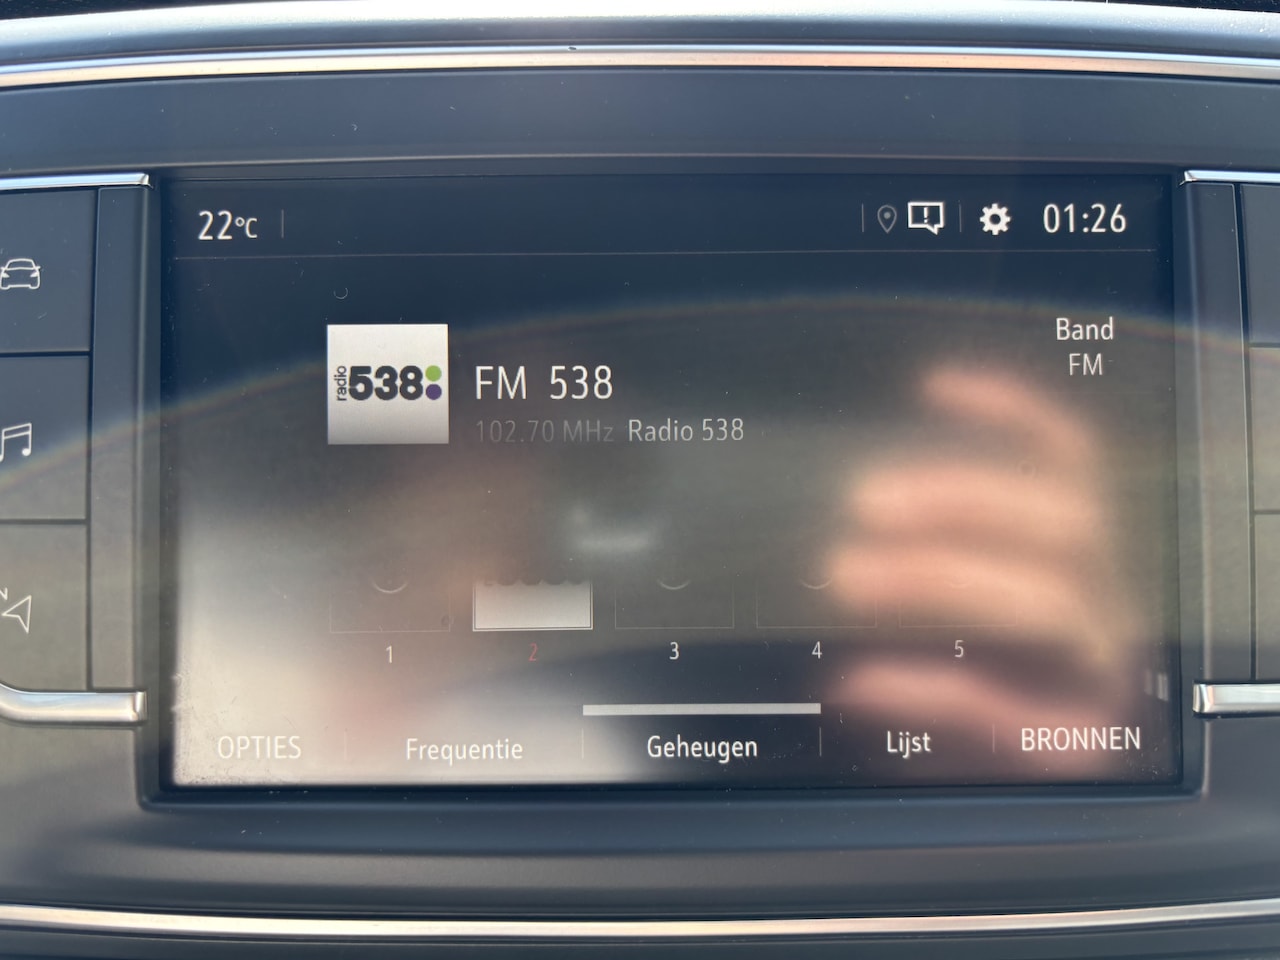 22°C
01:26
Band
FM
radio 538
FM 538
102.70 MHz Radio 538
1 2 3 4 5
OPTIES Frequentie Geheugen Lijst BRONNEN
N